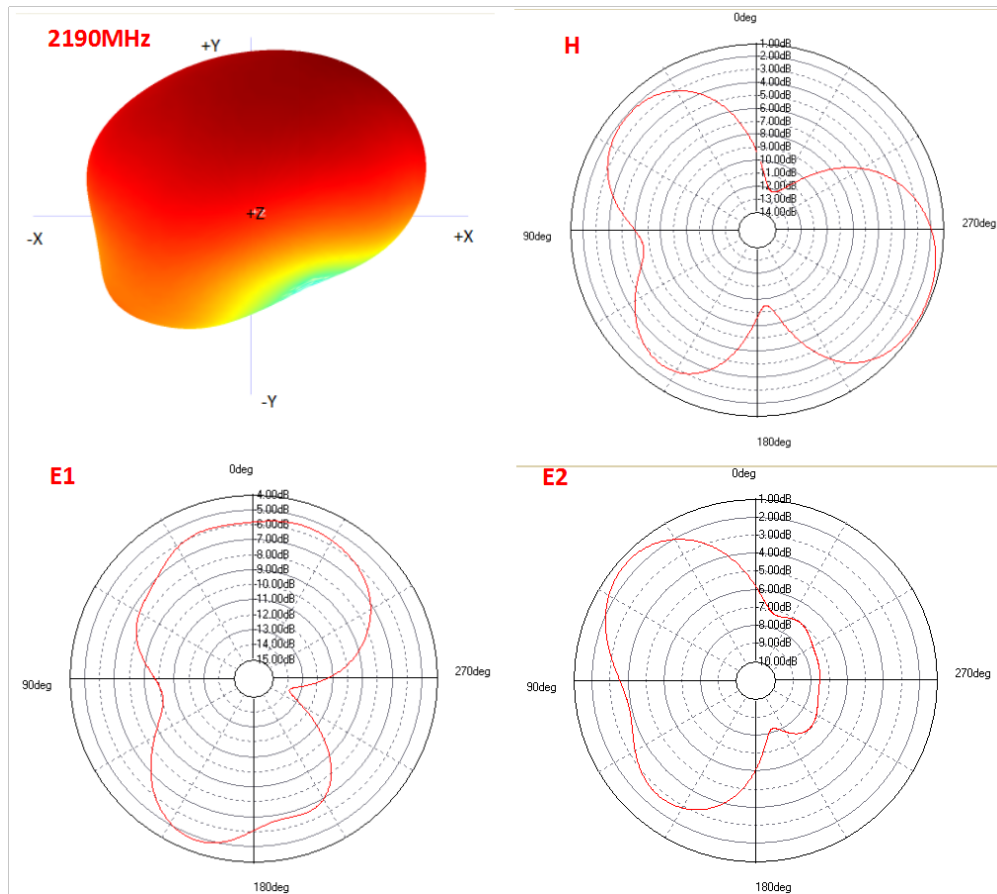 2190MHz
+Y
-X
+Z
+X
-Y
H
0deg
-1.00dB
-2.00dB
-3.00dB
-4.00dB
-5.00dB
-6.00dB
-7.00dB
-8.00dB
-9.00dB
-10.00dB
-11.00dB
-12.00dB
-13.00dB
-14.00dB
90deg
270deg
180deg
E1
0deg
-4.00dB
-5.00dB
-6.00dB
-7.00dB
-8.00dB
-9.00dB
-10.00dB
-11.00dB
-12.00dB
-13.00dB
-14.00dB
-15.00dB
90deg
270deg
180deg
E2
0deg
-1.00dB
-2.00dB
-3.00dB
-4.00dB
-5.00dB
-6.00dB
-7.00dB
-8.00dB
-9.00dB
-10.00dB
90deg
270deg
180deg